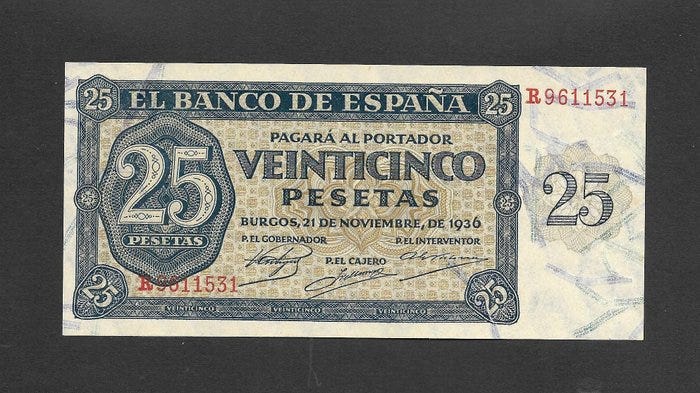 25 EL BANCO DE ESPAÑA 25 R9611531
PAGARÁ AL PORTADOR
VEINTICINCO
25 PESETAS 25
PESETAS
BURGOS, 21 DE NOVIEMBRE, DE 1936
25
P. EL GOBERNADOR P. EL INTERVENTOR
P. EL CAJERO
R9611531
25 25
VEINTICINCO VEINTICINCO VEINTICINCO